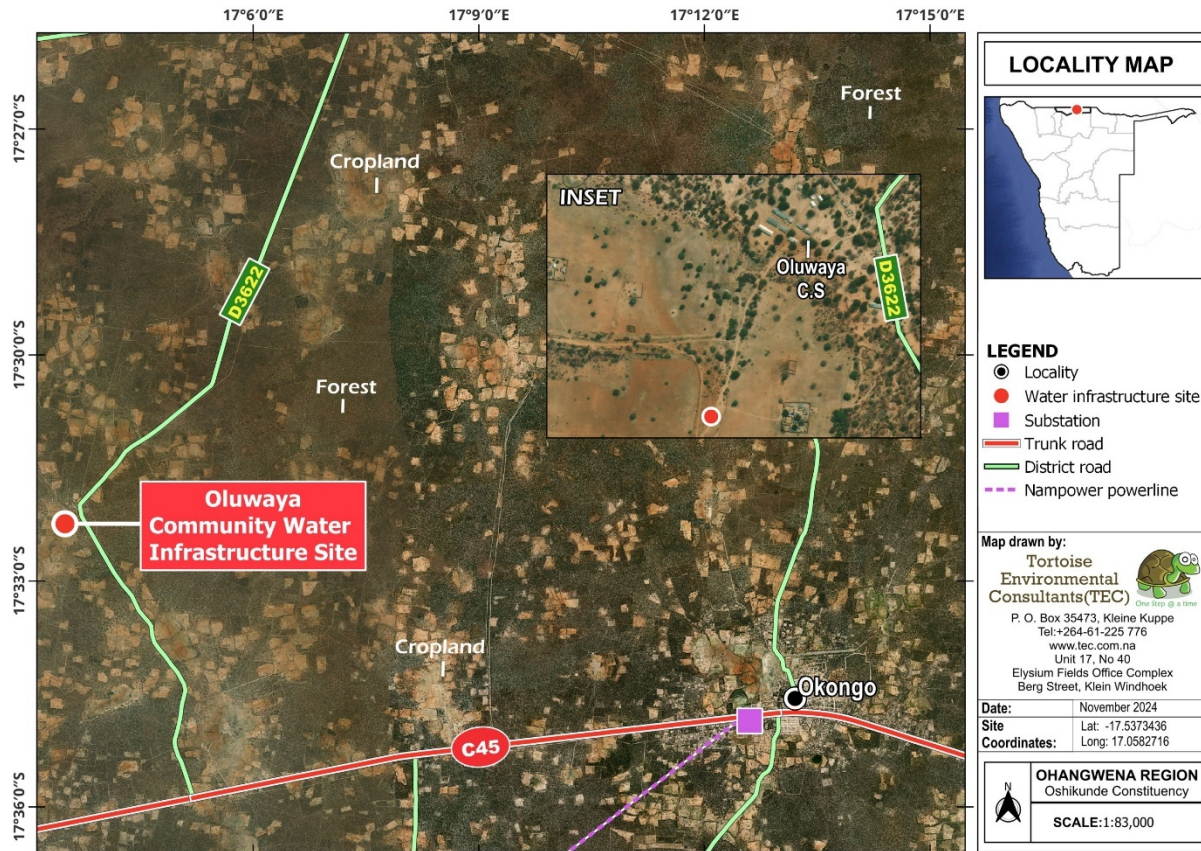 17°6'0"E
17°9'0"E
17°12'0"E
17°15'0"E
17°27'0"S
17°30'0"S
17°33'0"S
17°36'0"S
Forest
Cropland
INSET
Oluwaya
C.S
D3622
D3622
Forest
Oluwaya
Community Water
Infrastructure Site
Cropland
Okongo
C45
LOCALITY MAP
LEGEND
Locality
Water infrastructure site
Substation
Trunk road
District road
Nampower powerline
Map drawn by:
Tortoise
Environmental
Consultants(TEC)
One Step @ a time
P. O. Box 35473, Kleine Kuppe
Tel:+264-61-225 776
www.tec.com.na
Unit 17, No 40
Elysium Fields Office Complex
Berg Street, Klein Windhoek
Date: November 2024
Site Lat: -17.5373436
Coordinates: Long: 17.0582716
N
OHANGWENA REGION
Oshikunde Constituency
SCALE:1:83,000